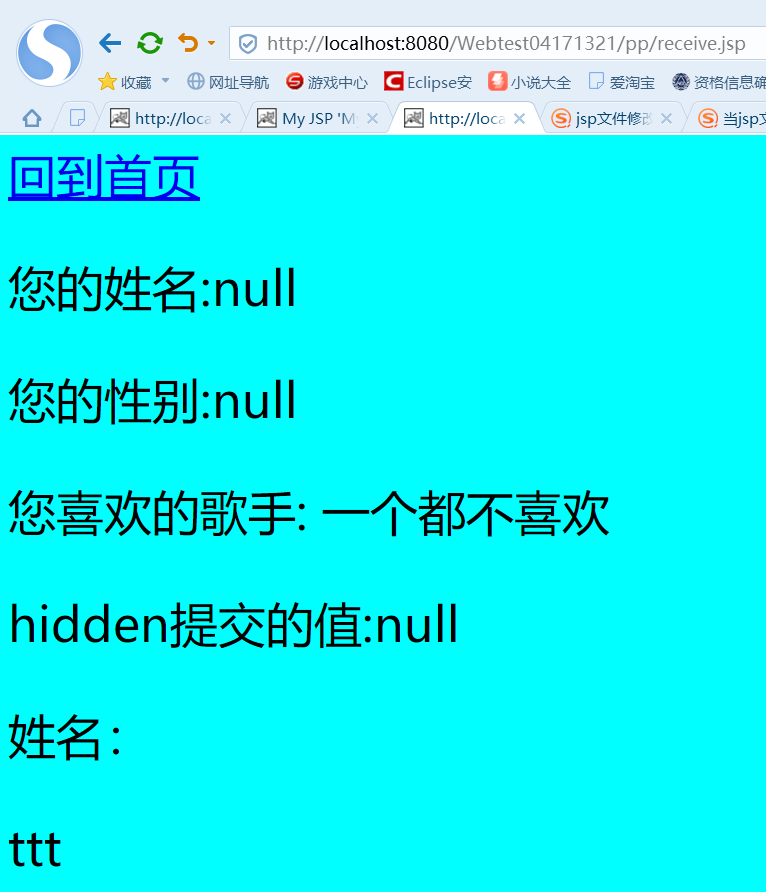 http://localhost:8080/Webtest04171321/pp/receive.jsp
收藏 网址导航 游戏中心 Eclipse安 小说大全 爱淘宝 资格信息确
http://loca My JSP 'M http://loca jsp文件修改 当jsp文
回到首页
您的姓名:null
您的性别:null
您喜欢的歌手: 一个都不喜欢
hidden提交的值:null
姓名：
ttt